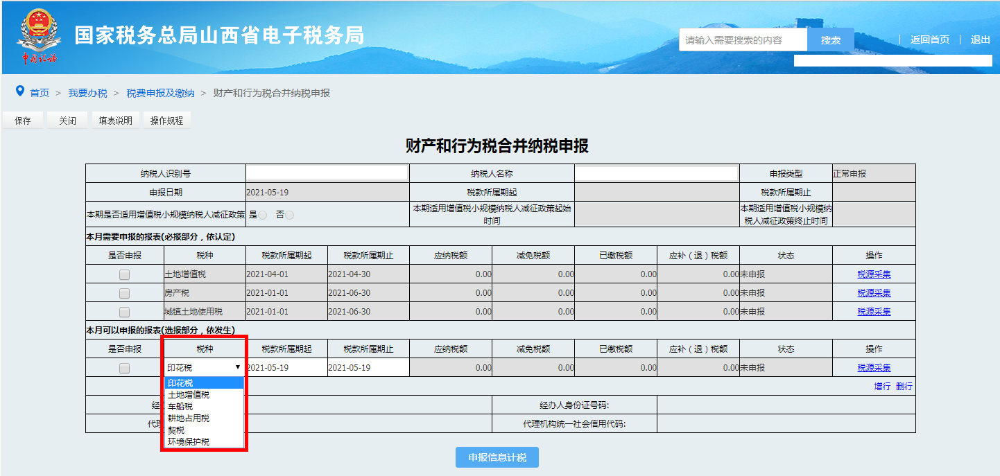 国家税务总局山西省电子税务局
中国税务
请输入需要搜索的内容 搜索 | 返回首页 | 退出
首页 > 我要办税 > 税费申报及缴纳 > 财产和行为税合并纳税申报
保存 关闭 填表说明 操作规程
财产和行为税合并纳税申报
纳税人识别号 纳税人名称 申报类型 正常申报
申报日期 2021-05-19 税款所属期起 税款所属期止
本期是否适用增值税小规模纳税人减征政策 是 否 本期适用增值税小规模纳税人减征政策起始 本期适用增值税小规模纳
时间 税人减征政策终止时间
本月需要申报的报表(必报部分，依认定)
是否申报 税种 税款所属期起 税款所属期止 应纳税额 减免税额 已缴税额 应补（退）税额 状态 操作
土地增值税 2021-04-01 2021-04-30 0.00 0.00 0.00 0.00 未申报 税源采集
房产税 2021-01-01 2021-06-30 0.00 0.00 0.00 0.00 未申报 税源采集
城镇土地使用税 2021-01-01 2021-06-30 0.00 0.00 0.00 0.00 未申报 税源采集
本月可以申报的报表(选报部分，依发生)
是否申报 税种 税款所属期起 税款所属期止 应纳税额 减免税额 已缴税额 应补（退）税额 状态 操作
印花税 2021-05-19 2021-05-19 0.00 0.00 0.00 0.00 未申报 税源采集
印花税
增行 删行
土地增值税
车船税
经 经办人身份证号码:
耕地占用税
代理 代理机构统一社会信用代码:
契税
环境保护税
申报信息计税